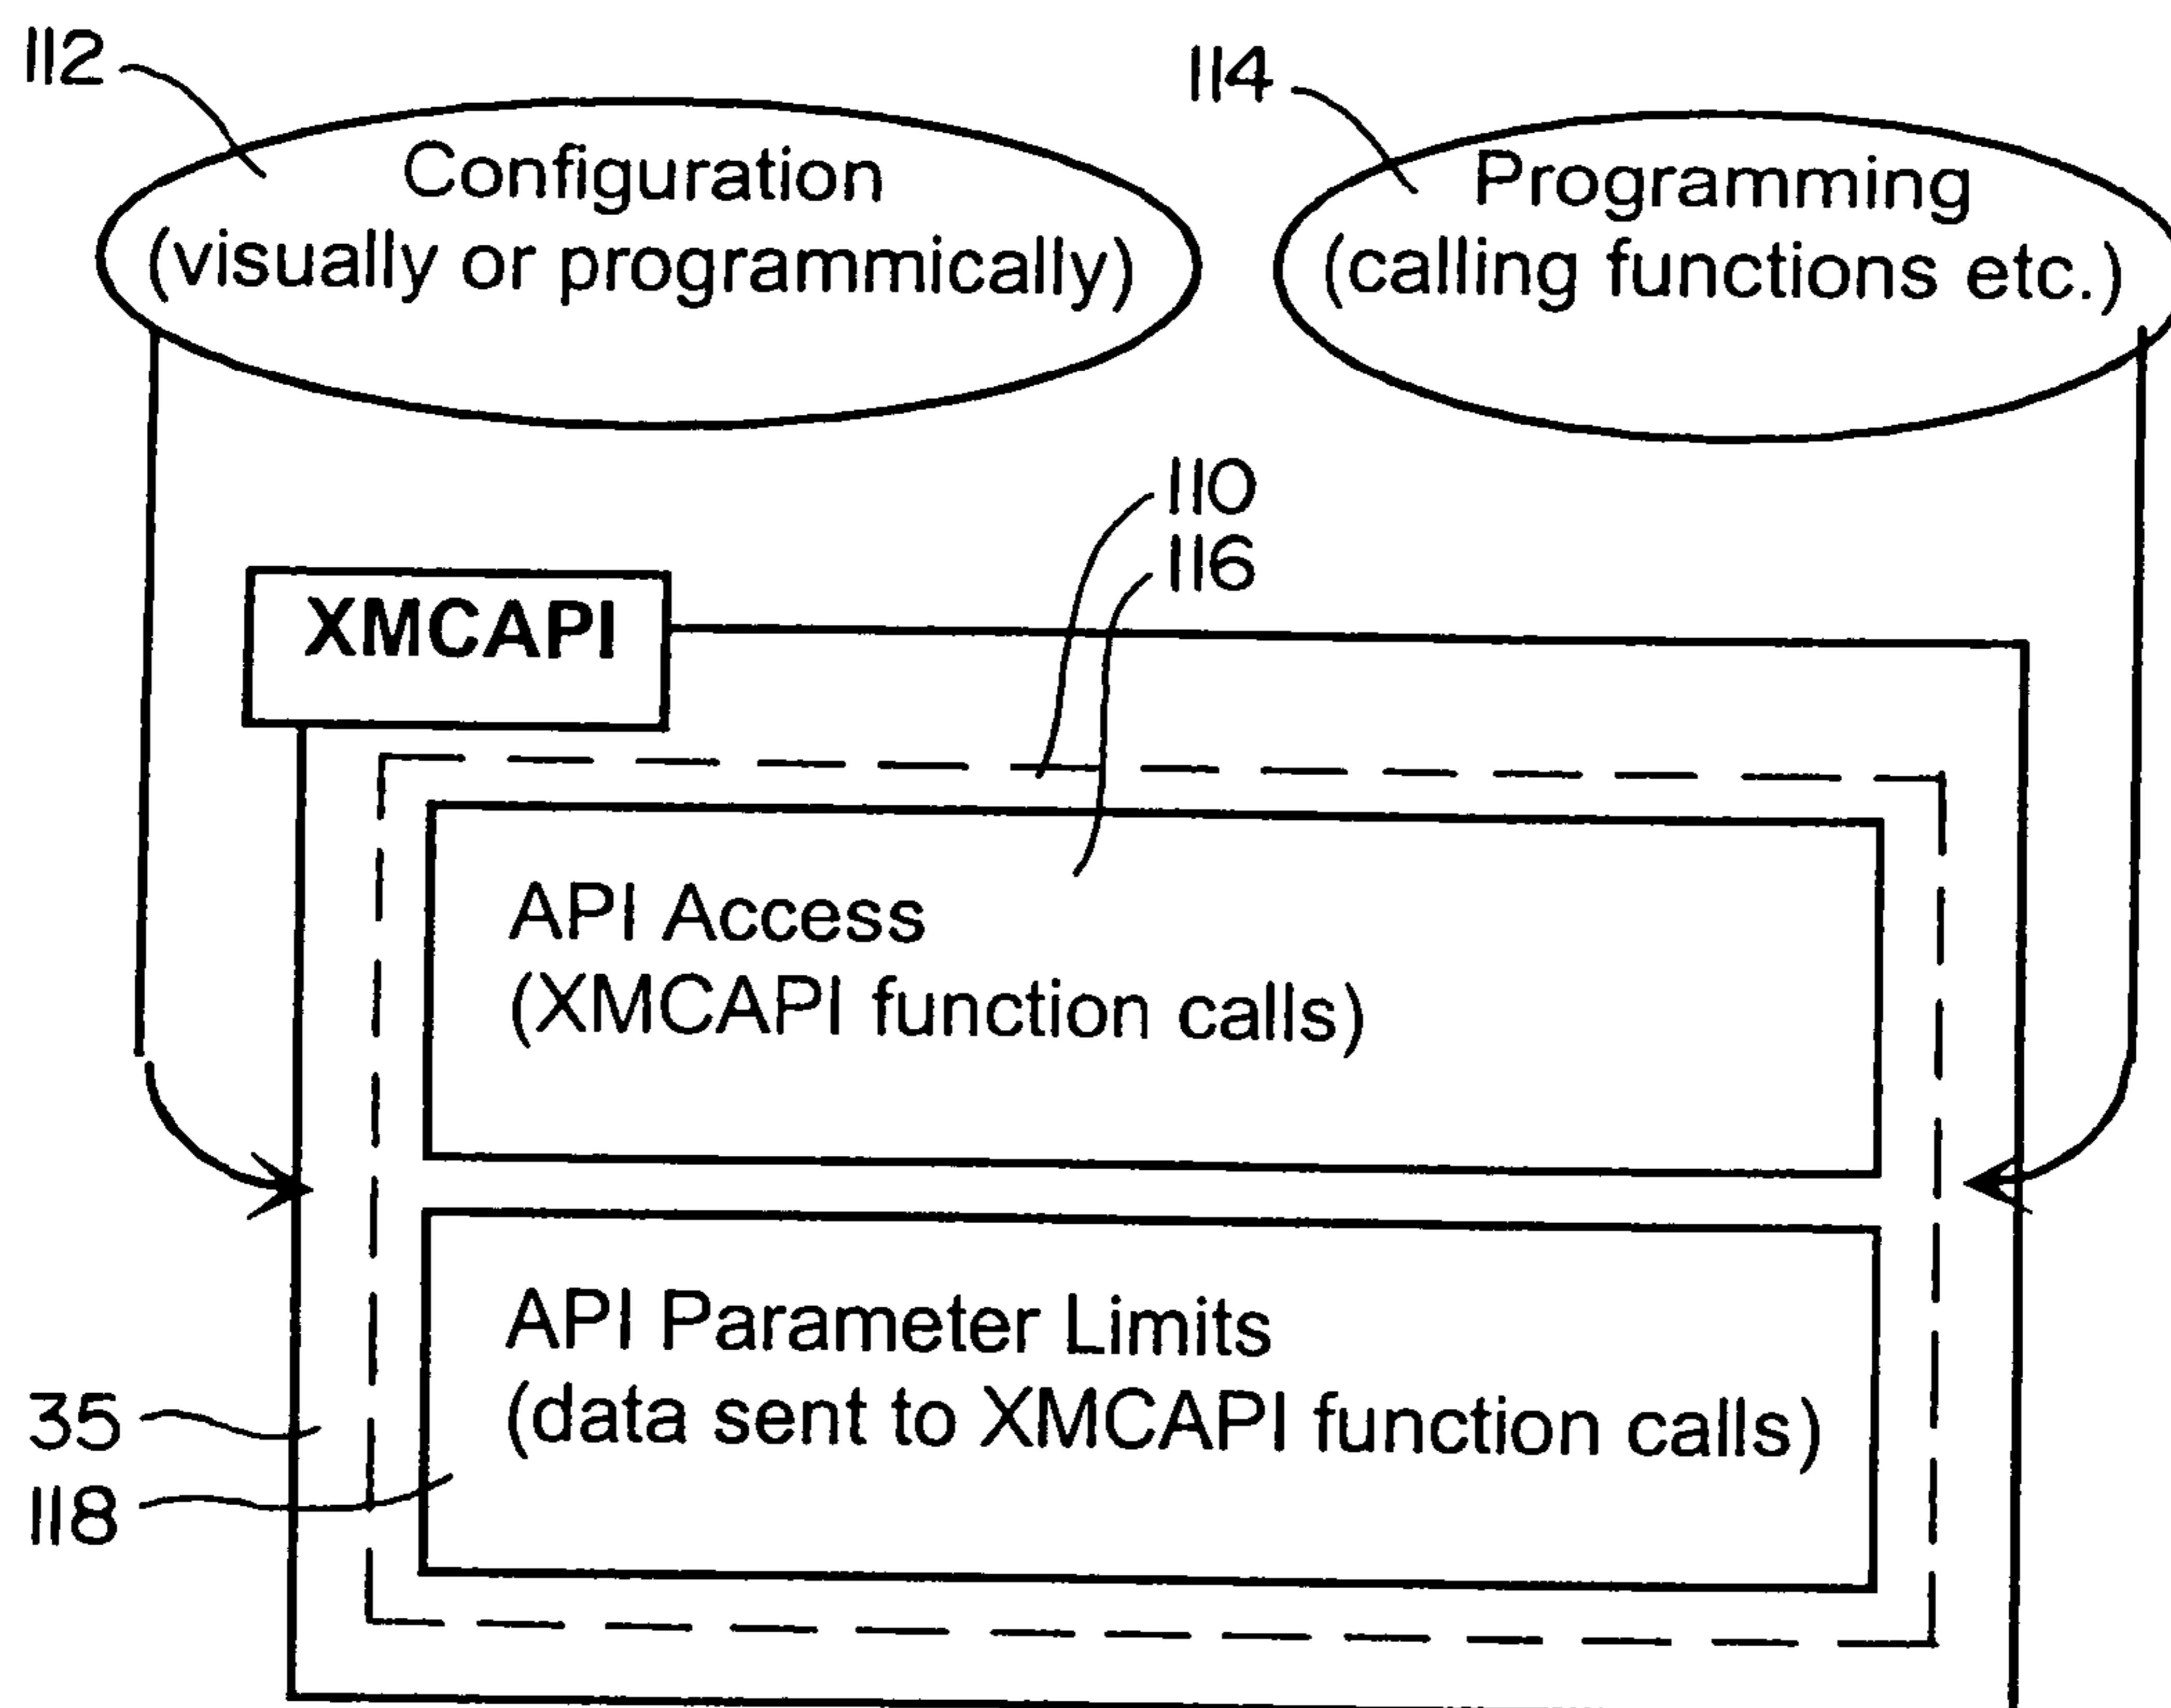 112
114
Configuration
(visually or programmically)
Programming
(calling functions etc.)
110
116
XMCAPI
API Access
(XMCAPI function calls)
API Parameter Limits
(data sent to XMCAPI function calls)
35
118